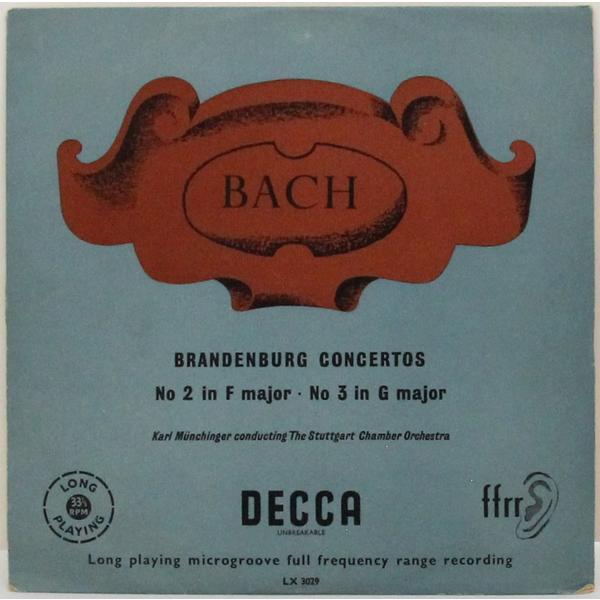 BACH
BRANDENBURG CONCERTOS
No 2 in F major · No 3 in G major
Karl Münchinger conducting The Stuttgart Chamber Orchestra
LONG
33⅓
RPM
PLAYING
DECCA
UNBREAKABLE
ffrr
Long playing microgroove full frequency range recording
LX 3029